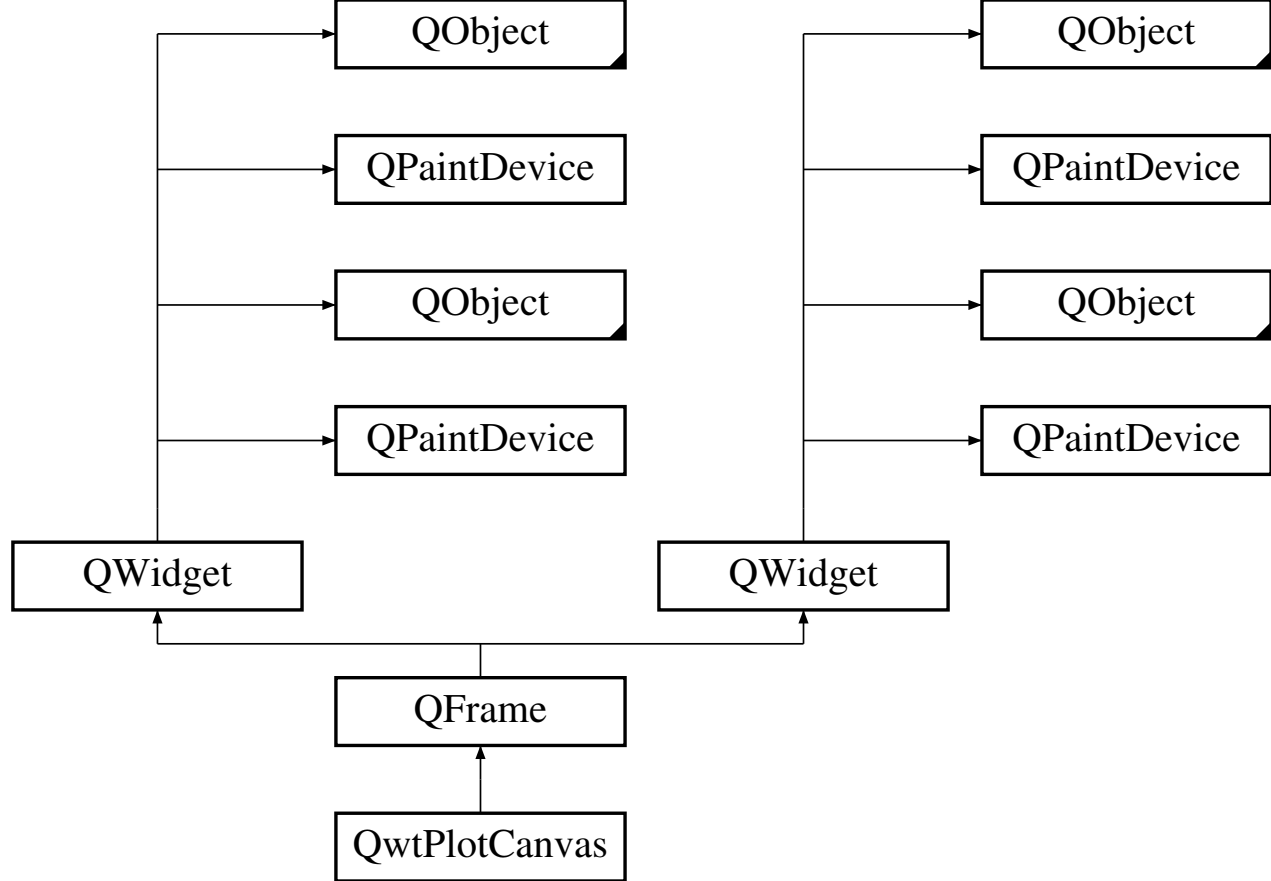 QObject
QObject
QPaintDevice
QPaintDevice
QObject
QObject
QPaintDevice
QPaintDevice
QWidget
QWidget
QFrame
QwtPlotCanvas